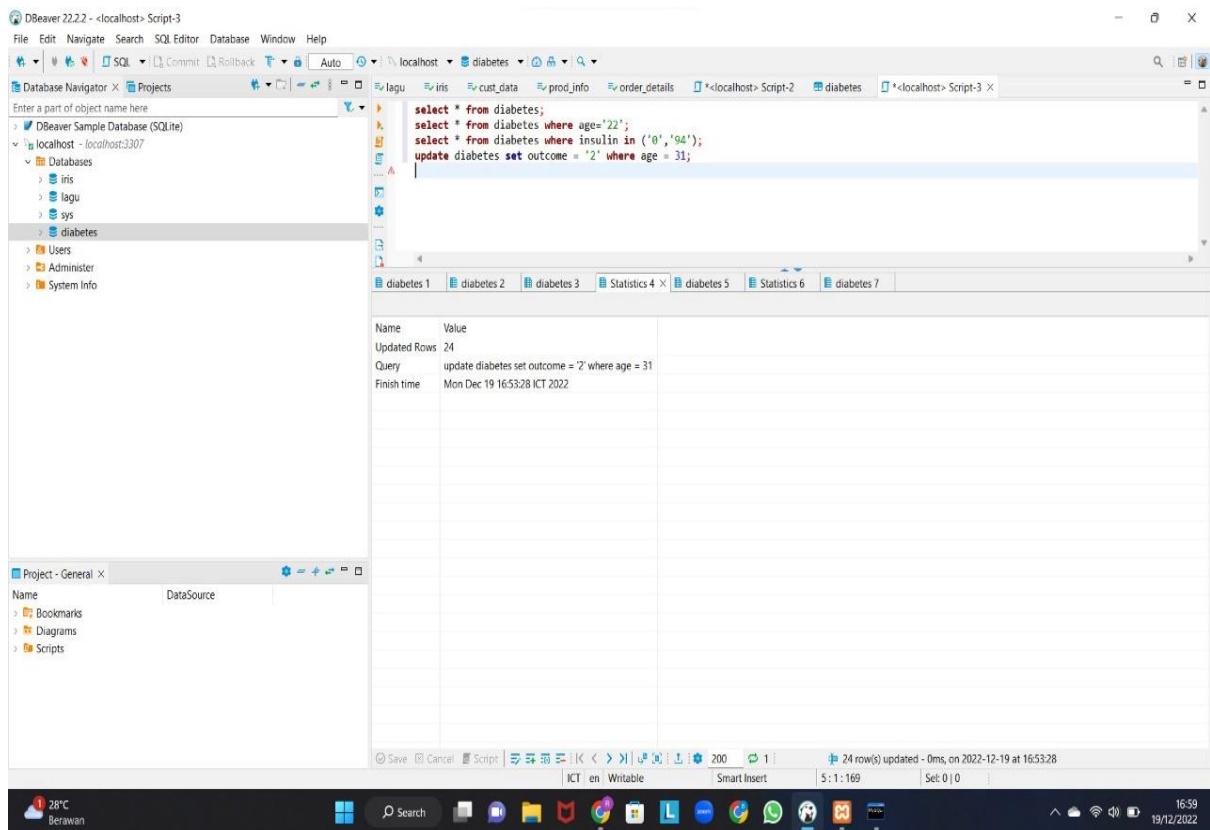 DBeaver 22.2.2 - <localhost> Script-3
File Edit Navigate Search SQL Editor Database Window Help
SQL Commit Rollback Auto localhost diabetes
Database Navigator Projects
lagu iris cust_data prod_info order_details *<localhost> Script-2 diabetes *<localhost> Script-3
Enter a part of object name here
DBeaver Sample Database (SQLite)
localhost - localhost:3307
Databases
iris
lagu
sys
diabetes
Users
Administer
System Info
select * from diabetes;
select * from diabetes where age='22';
select * from diabetes where insulin in ('0','94');
update diabetes set outcome = '2' where age = 31;
diabetes 1 diabetes 2 diabetes 3 Statistics 4 diabetes 5 Statistics 6 diabetes 7
Name Value
Updated Rows 24
Query update diabetes set outcome = '2' where age = 31
Finish time Mon Dec 19 16:53:28 ICT 2022
Project - General
Name DataSource
Bookmarks
Diagrams
Scripts
Save Cancel Script 200 1 24 row(s) updated - 0ms, on 2022-12-19 at 16:53:28
ICT en Writable Smart Insert 5 : 1 : 169 Sel: 0 | 0
1 28°C
Berawan
Search
L
zoom
16:59
19/12/2022